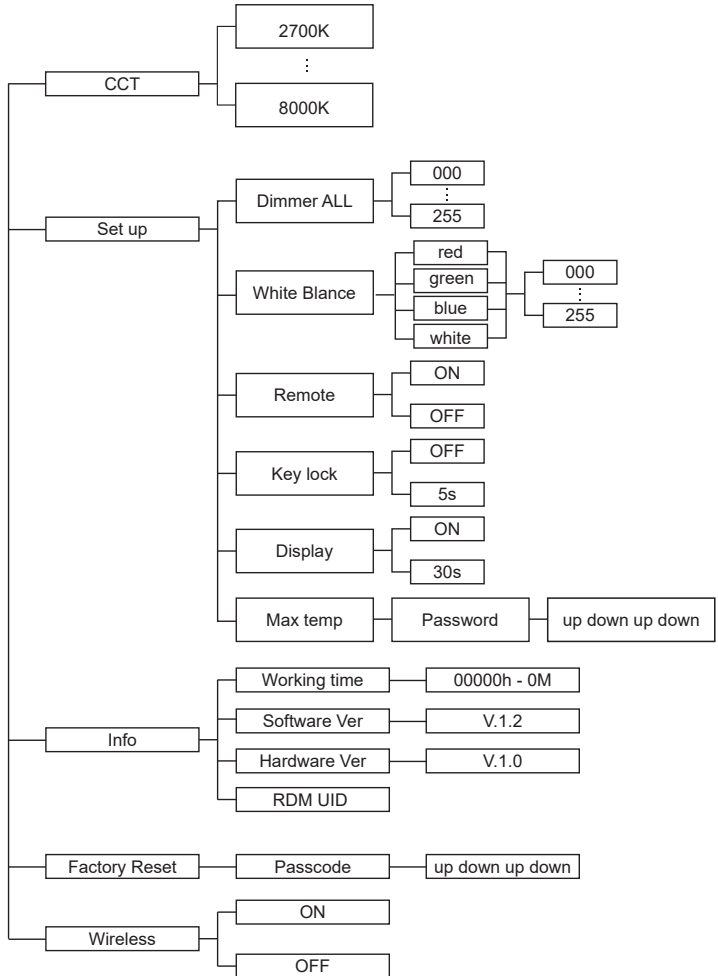 CCT
2700K
8000K
Set up
Dimmer ALL
000
255
White Blance
red
green
blue
white
000
255
Remote
ON
OFF
Key lock
OFF
5s
Display
ON
30s
Max temp
Password
up down up down
Info
Working time
00000h - 0M
Software Ver
V.1.2
Hardware Ver
V.1.0
RDM UID
Factory Reset
Passcode
up down up down
Wireless
ON
OFF